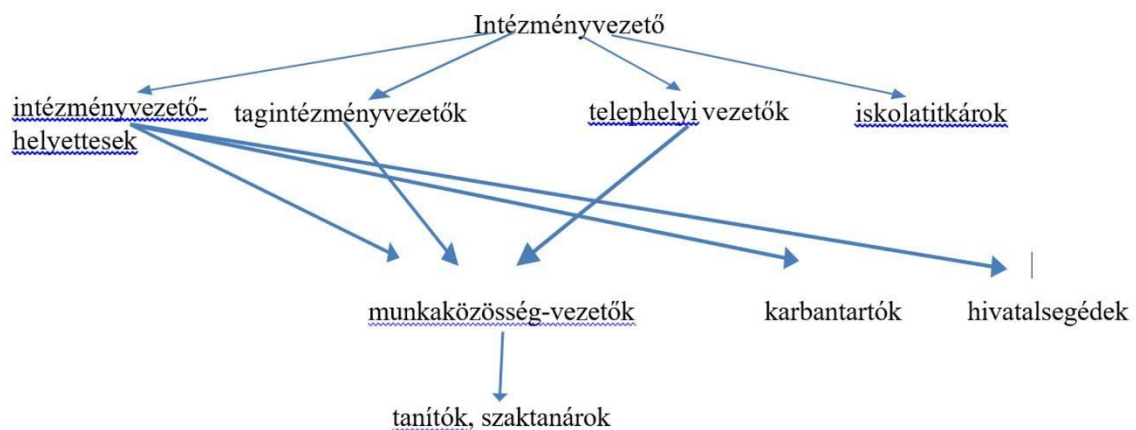 Intézményvezető
intézményvezető-
helyettesek
tagintézményvezetők
telephelyi vezetők
iskolatitkárok
munkaközösség-vezetők
karbantartók
hivatalsegédek
tanítók, szaktanárok